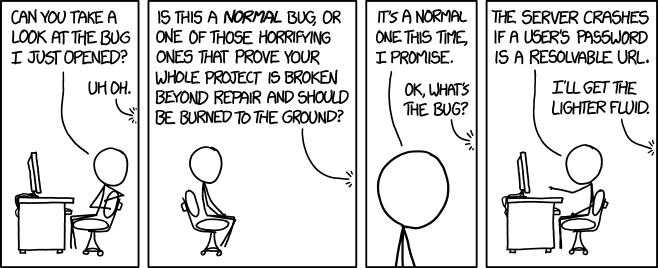 CAN YOU TAKE A
LOOK AT THE BUG
I JUST OPENED?
UH OH.
IS THIS A NORMAL BUG, OR
ONE OF THOSE HORRIFYING
ONES THAT PROVE YOUR
WHOLE PROJECT IS BROKEN
BEYOND REPAIR AND SHOULD
BE BURNED TO THE GROUND?
IT'S A NORMAL
ONE THIS TIME,
I PROMISE.
OK, WHAT'S
THE BUG?
THE SERVER CRASHES
IF A USER'S PASSWORD
IS A RESOLVABLE URL.
I'LL GET THE
LIGHTER FLUID.